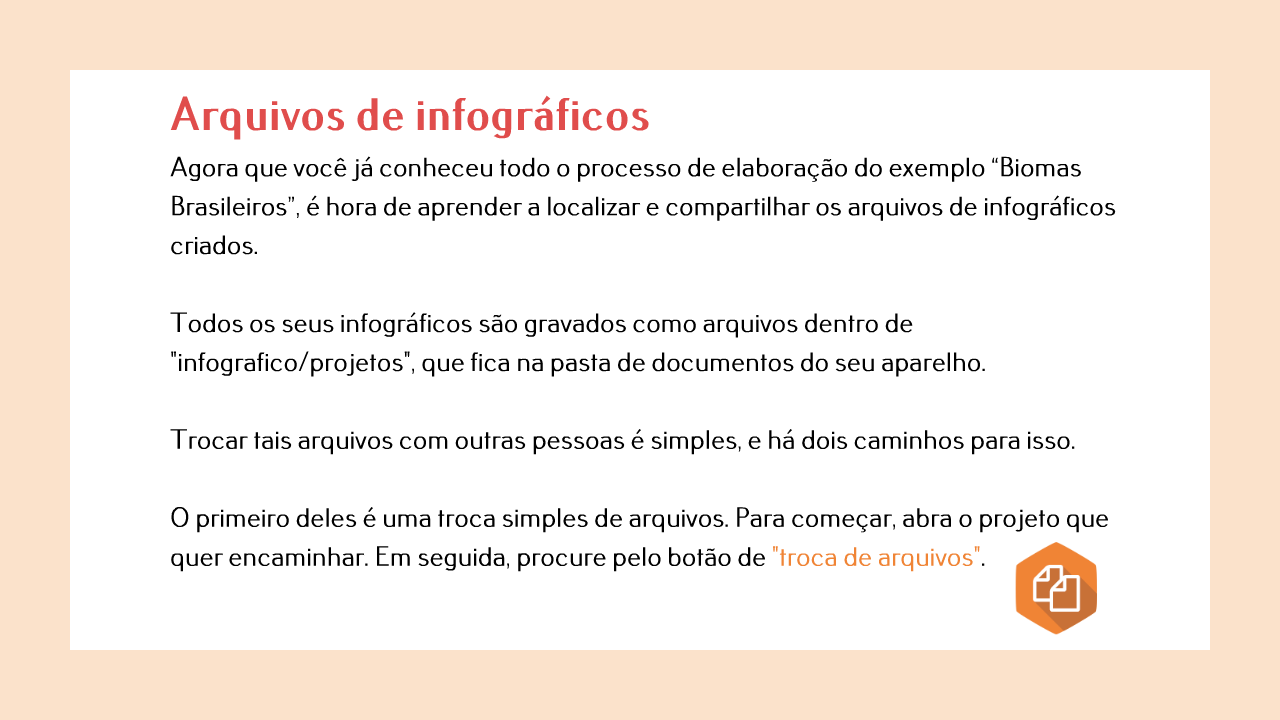 Arquivos de infográficos
Agora que você já conheceu todo o processo de elaboração do exemplo “Biomas
Brasileiros”, é hora de aprender a localizar e compartilhar os arquivos de infográficos
criados.
Todos os seus infográficos são gravados como arquivos dentro de
"infografico/projetos", que fica na pasta de documentos do seu aparelho.
Trocar tais arquivos com outras pessoas é simples, e há dois caminhos para isso.
O primeiro deles é uma troca simples de arquivos. Para começar, abra o projeto que
quer encaminhar. Em seguida, procure pelo botão de "troca de arquivos".